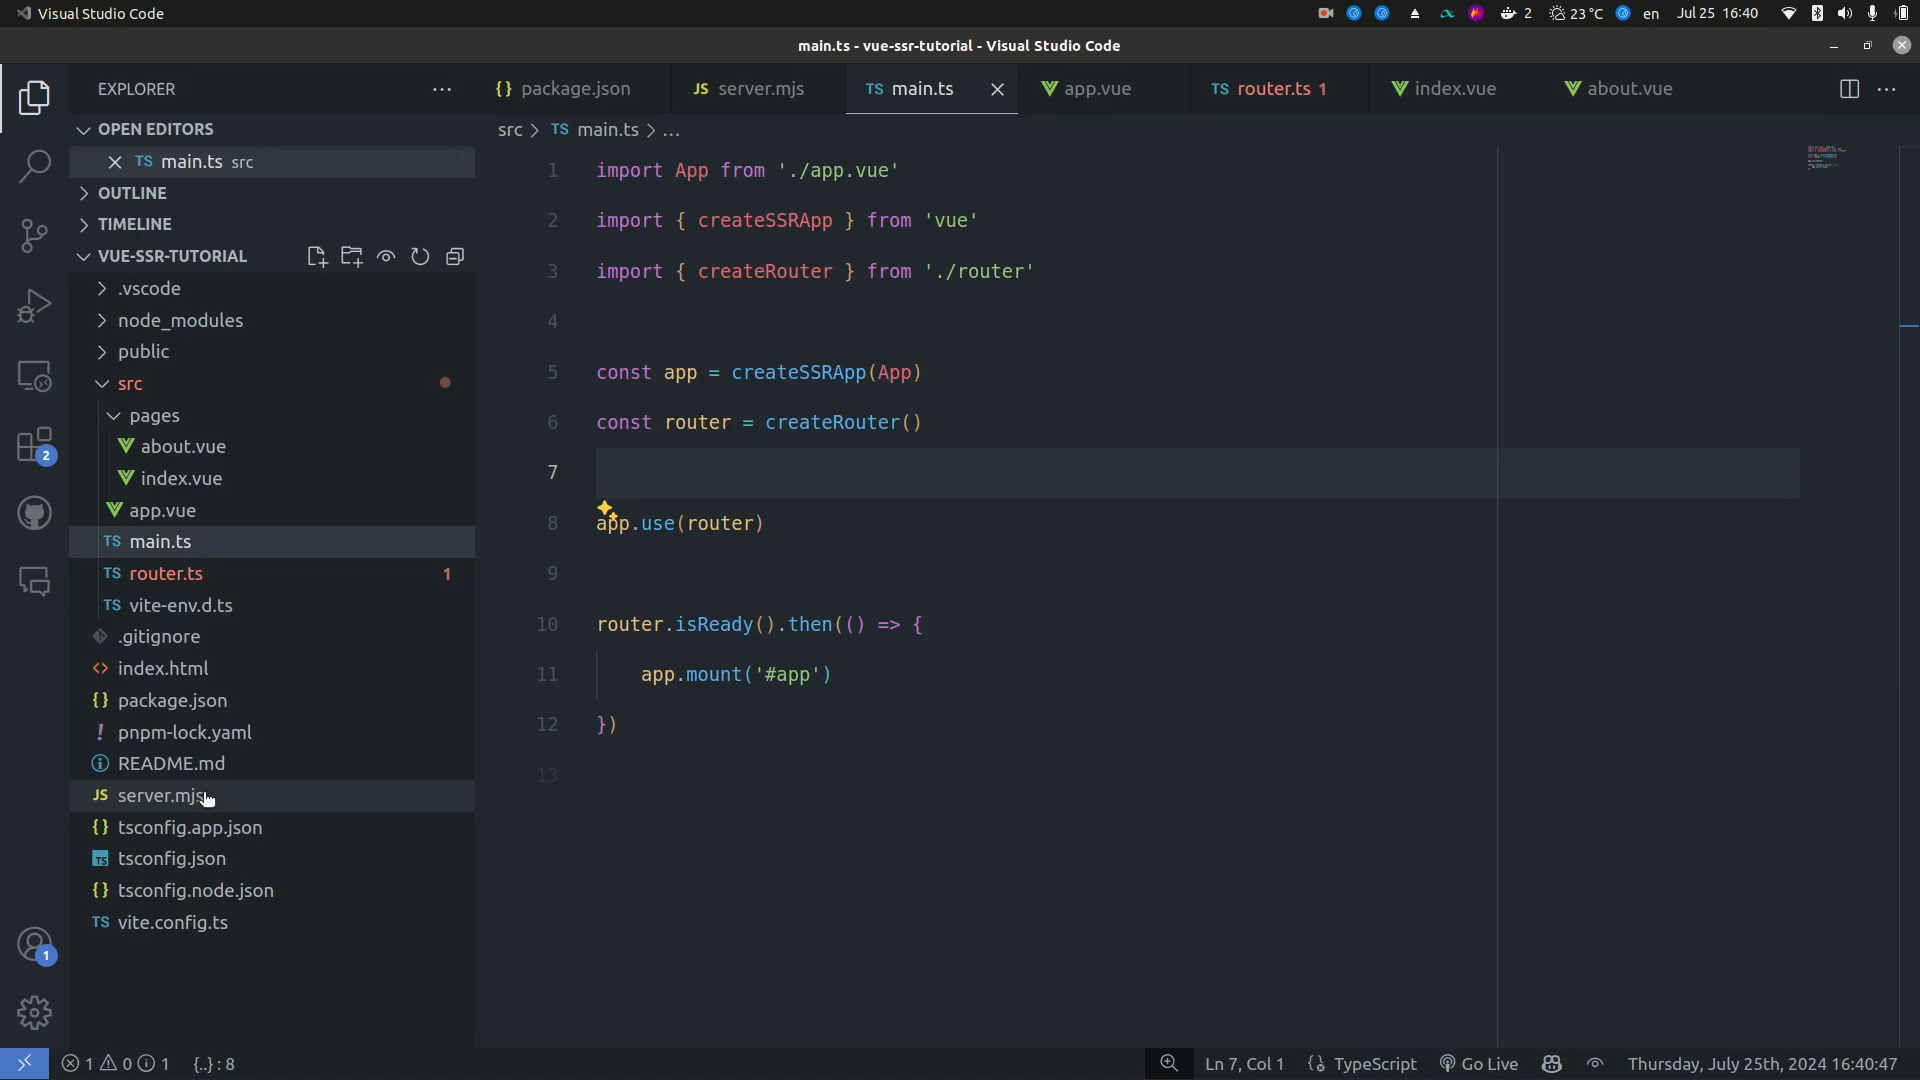 Visual Studio Code
2
23 °C
en
Jul 25 16:40
main.ts - vue-ssr-tutorial - Visual Studio Code
EXPLORER
{} package.json
JS server.mjs
TS main.ts
app.vue
TS router.ts 1
index.vue
about.vue
OPEN EDITORS
TS main.ts src
OUTLINE
TIMELINE
VUE-SSR-TUTORIAL
.vscode
node_modules
public
src
pages
about.vue
index.vue
app.vue
TS main.ts
TS router.ts 1
TS vite-env.d.ts
.gitignore
<> index.html
{} package.json
! pnpm-lock.yaml
README.md
JS server.mjs
{} tsconfig.app.json
TS tsconfig.json
{} tsconfig.node.json
TS vite.config.ts
2
1
src > TS main.ts > ...
1 import App from './app.vue'
2 import { createSSRApp } from 'vue'
3 import { createRouter } from './router'
4
5 const app = createSSRApp(App)
6 const router = createRouter()
7
8 app.use(router)
9
10 router.isReady().then(() => {
11 app.mount('#app')
12 })
13
1 0 1 {..} : 8
Ln 7, Col 1
TypeScript
Go Live
Thursday, July 25th, 2024 16:40:47